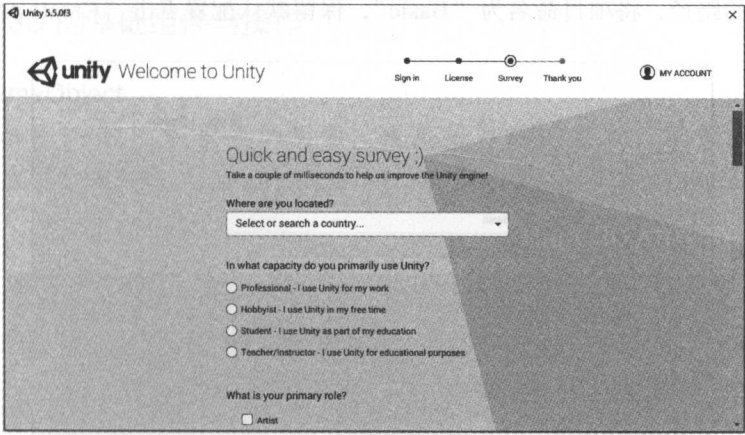 Unity 5.5.0f3
unity Welcome to Unity
Sign in License Survey Thank you
MY ACCOUNT
Quick and easy survey :)
Take a couple of milliseconds to help us improve the Unity engine!
Where are you located?
Select or search a country...
In what capacity do you primarily use Unity?
Professional - I use Unity for my work
Hobbyist - I use Unity in my free time
Student - I use Unity as part of my education
Teacher/Instructor - I use Unity for educational purposes
What is your primary role?
Artist